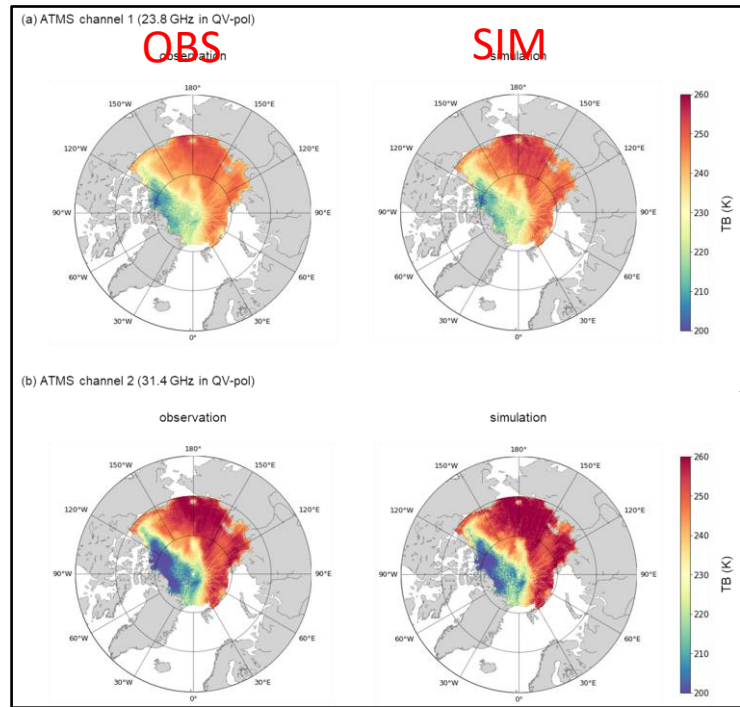 (a) ATMS channel 1 (23.8 GHz in QV-pol)
OBS SIM
observation simulation
180° 180°
150°W 150°E 150°W 150°E
120°W 120°E 120°W 120°E
90°W 90°E 90°W 90°E
60°W 60°E 60°W 60°E
30°W 30°E 30°W 30°E
0° 0°
260
250
240
230
220
210
200
TB (K)
(b) ATMS channel 2 (31.4 GHz in QV-pol)
observation simulation
180° 180°
150°W 150°E 150°W 150°E
120°W 120°E 120°W 120°E
90°W 90°E 90°W 90°E
60°W 60°E 60°W 60°E
30°W 30°E 30°W 30°E
0° 0°
260
250
240
230
220
210
200
TB (K)